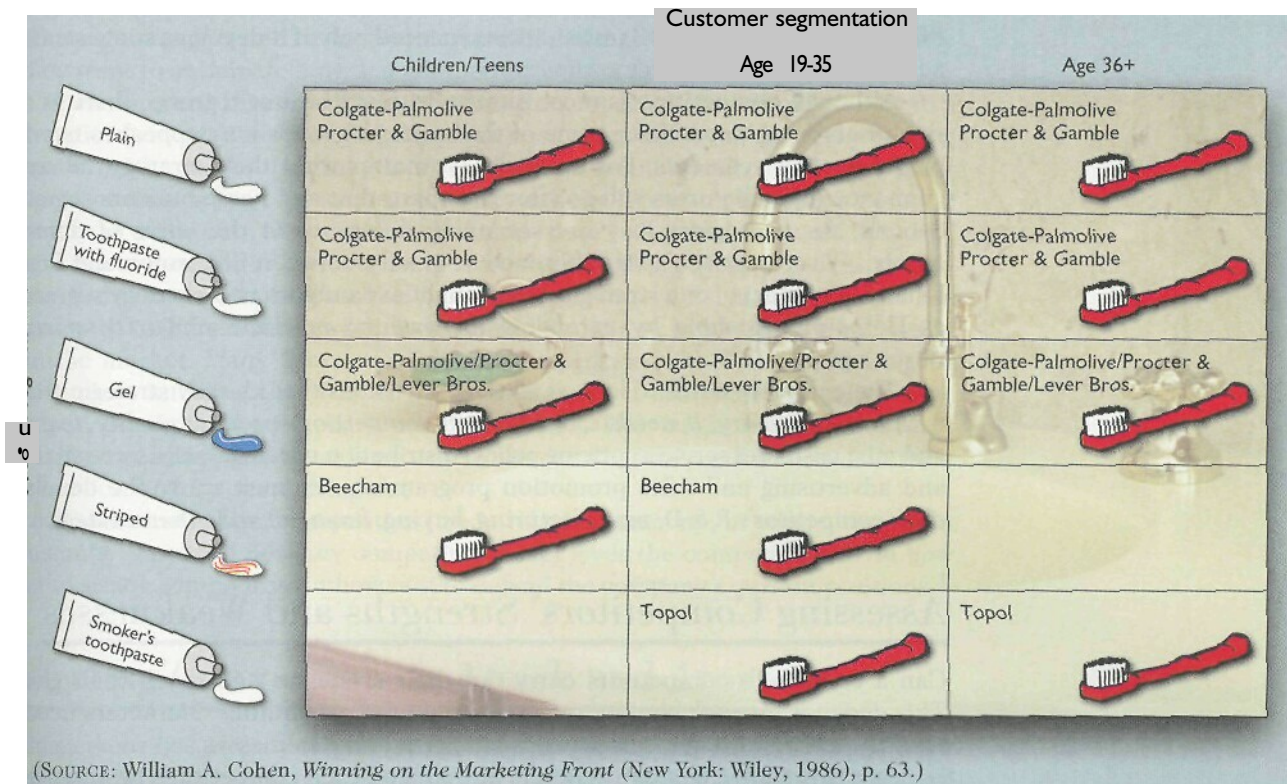 Customer segmentation
Children/Teens Age 19-35 Age 36+
Plain
Colgate-Palmolive Colgate-Palmolive Colgate-Palmolive
Procter & Gamble Procter & Gamble Procter & Gamble
Toothpaste
with fluoride
Colgate-Palmolive Colgate-Palmolive Colgate-Palmolive
Procter & Gamble Procter & Gamble Procter & Gamble
Gel
Colgate-Palmolive/Procter & Colgate-Palmolive/Procter & Colgate-Palmolive/Procter &
Gamble/Lever Bros. Gamble/Lever Bros. Gamble/Lever Bros.
Striped
Beecham Beecham
Smoker's
toothpaste
Topol Topol
(SOURCE: William A. Cohen, Winning on the Marketing Front (New York: Wiley, 1986), p. 63.)